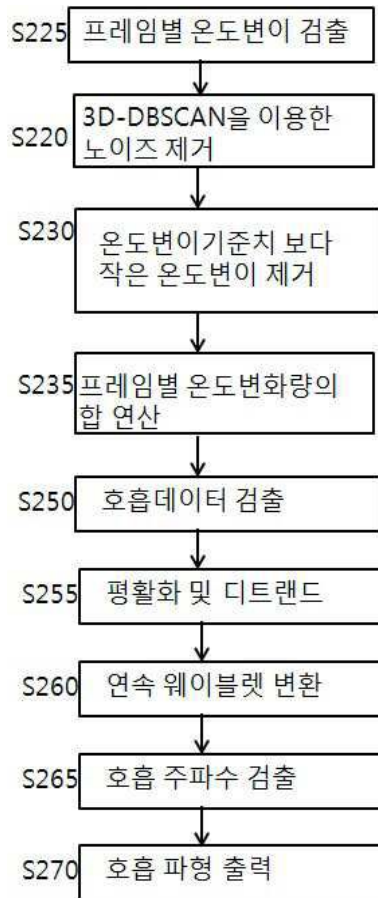 S225 프레임별 온도변이 검출
S220 3D-DBSCAN을 이용한
노이즈 제거
S230 온도변이기준치 보다
작은 온도변이 제거
S235 프레임별 온도변화량의
합 연산
S250 호흡데이터 검출
S255 평활화 및 디트랜드
S260 연속 웨이블렛 변환
S265 호흡 주파수 검출
S270 호흡 파형 출력